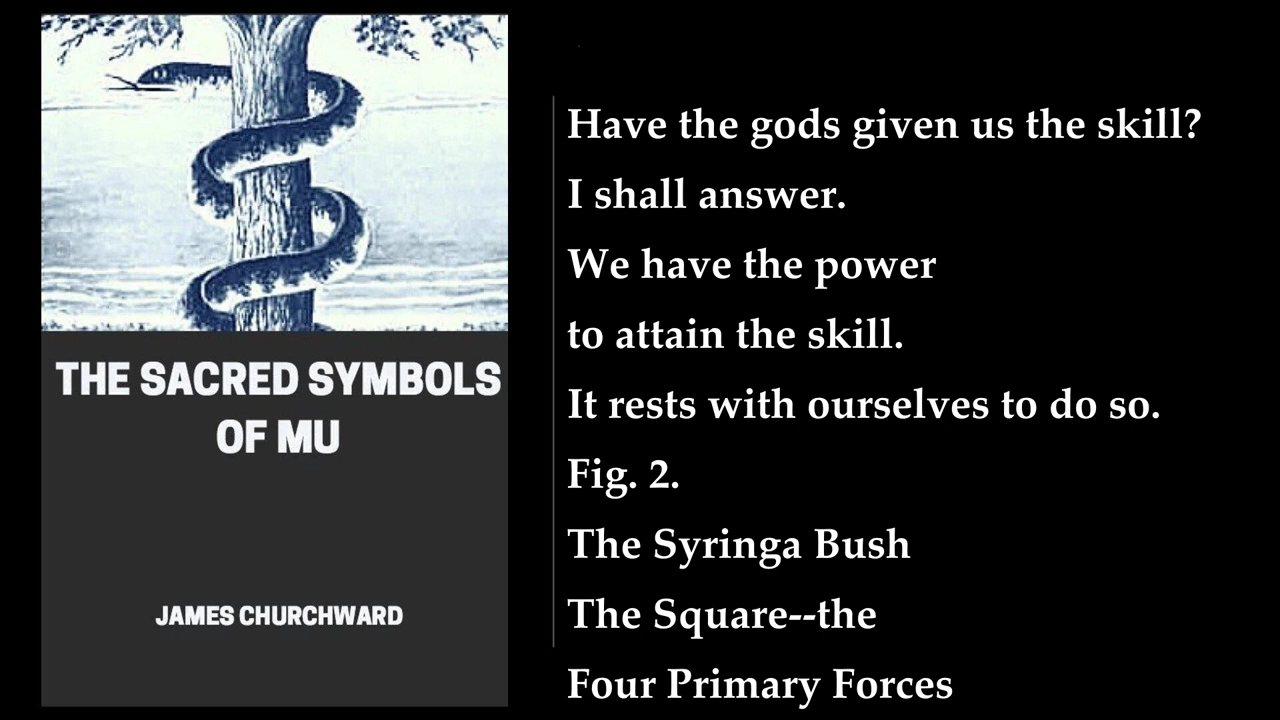 THE SACRED SYMBOLS
OF MU
JAMES CHURCHWARD
Have the gods given us the skill?
I shall answer.
We have the power
to attain the skill.
It rests with ourselves to do so.
Fig. 2.
The Syringa Bush
The Square--the
Four Primary Forces